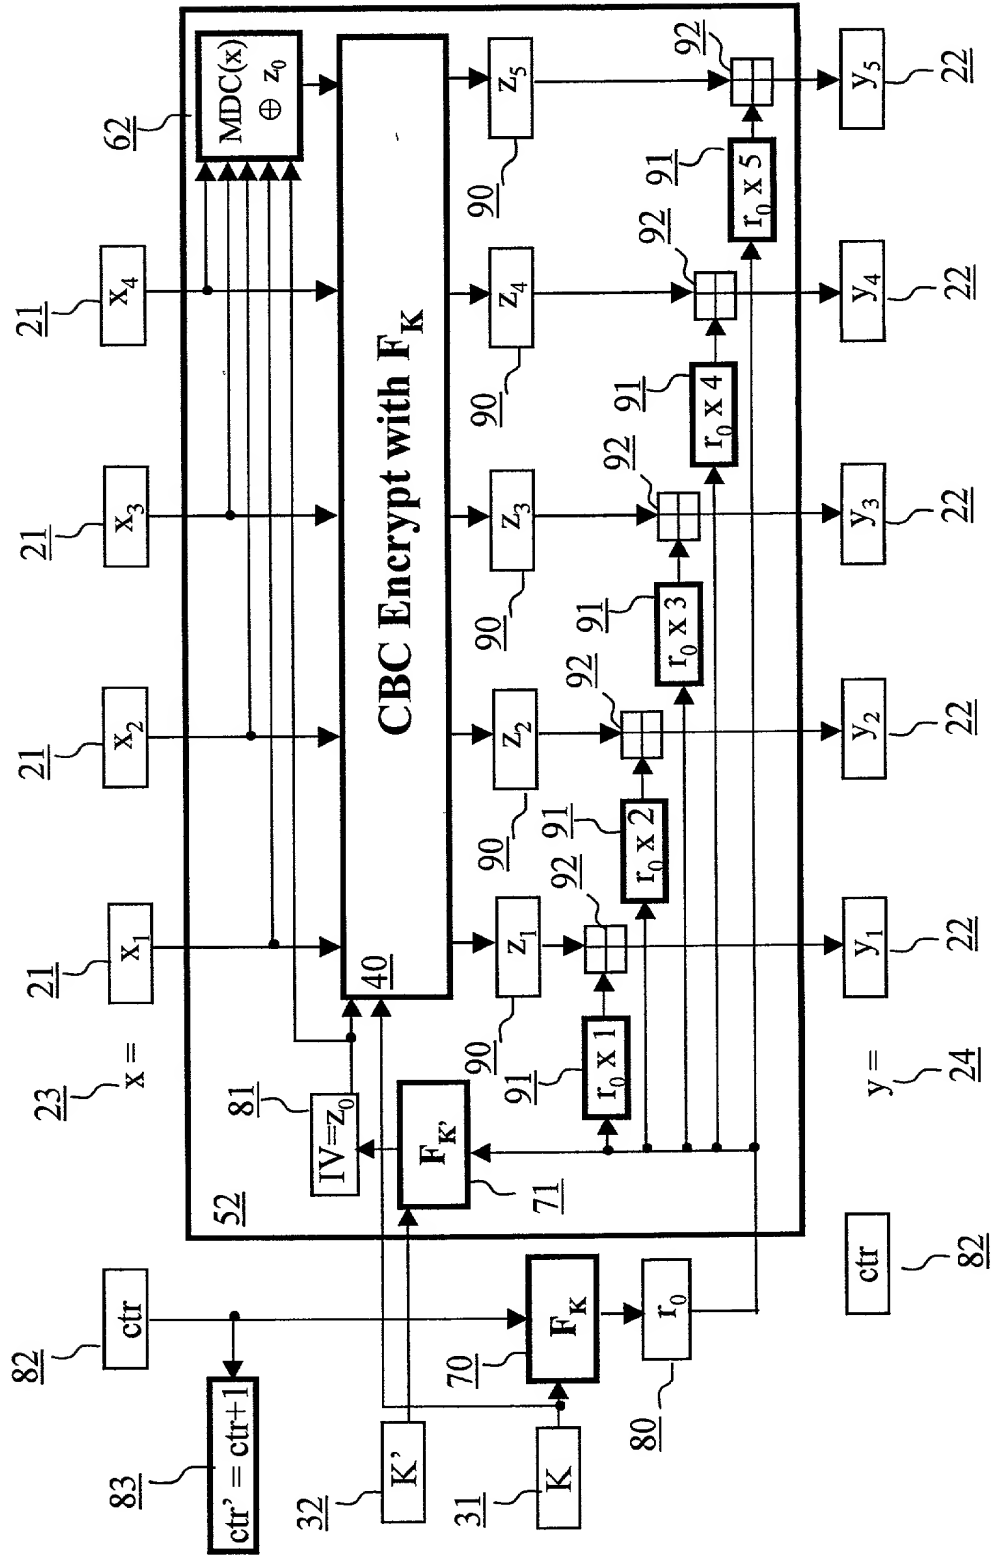 82 ctr
21 x₁
21 x₂
21 x₃
21 x₄
83 ctr' = ctr+1
23 x =
62 MDC(x)
⊕ z₀
52
81 IV=z₀
32 K'
40 CBC Encrypt with F_K
71 F_K'
31 K
70 F_K
80 r₀
90 z₁
90 z₂
90 z₃
90 z₄
90 z₅
91 r₀ x 1
92
91 r₀ x 2
92
91 r₀ x 3
92
91 r₀ x 4
92
91 r₀ x 5
92
82 ctr
24 y =
y₁ 22
y₂ 22
y₃ 22
y₄ 22
y₅ 22